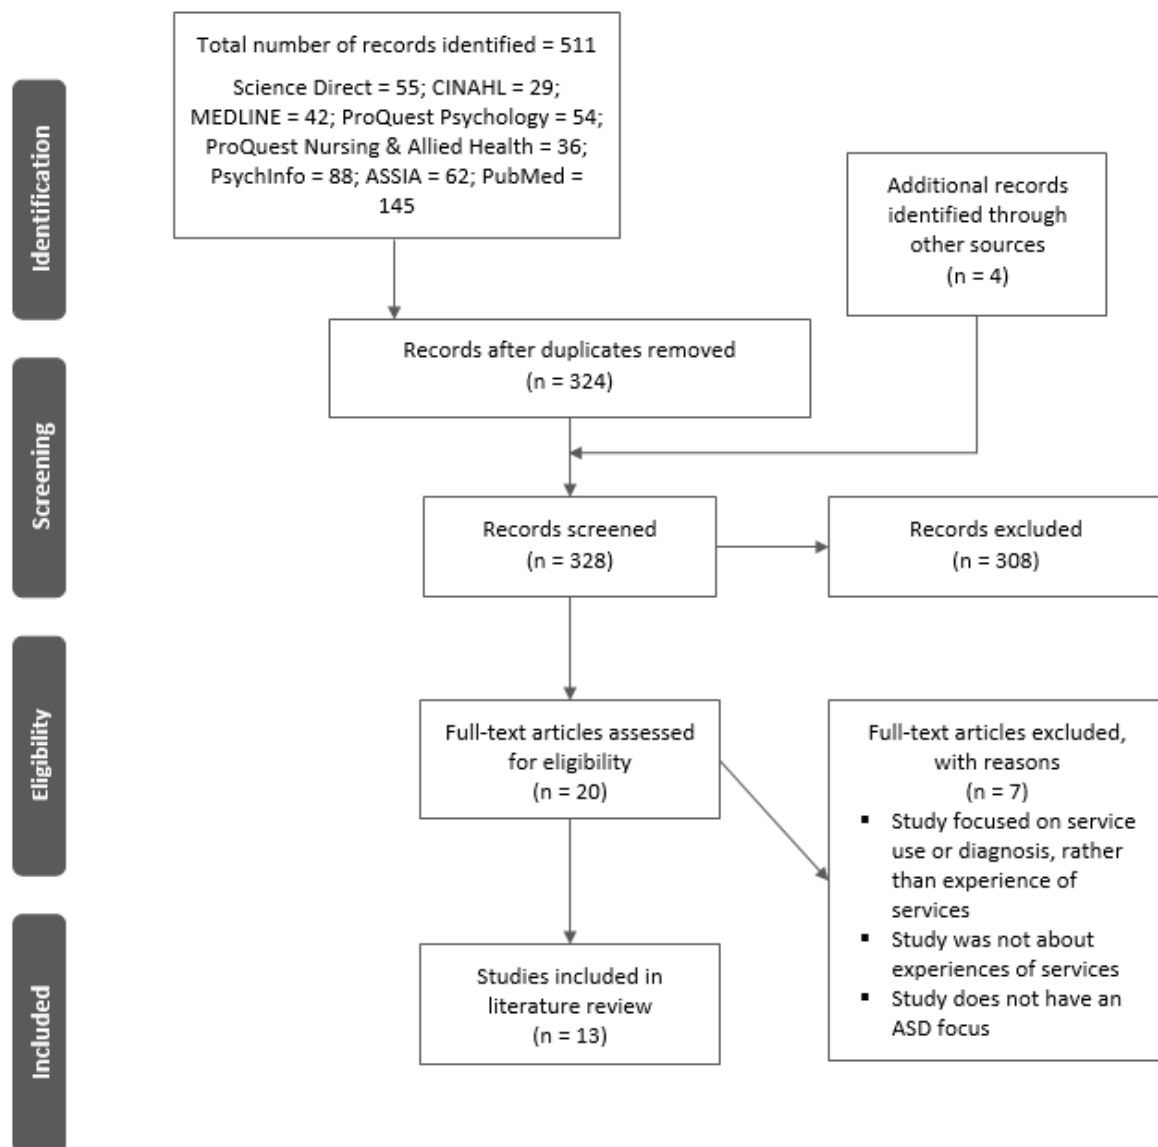 Identification
Total number of records identified = 511
Science Direct = 55; CINAHL = 29;
MEDLINE = 42; ProQuest Psychology = 54;
ProQuest Nursing & Allied Health = 36;
PsychInfo = 88; ASSIA = 62; PubMed =
145
Additional records
identified through
other sources
(n = 4)
Screening
Records after duplicates removed
(n = 324)
Records screened
(n = 328)
Records excluded
(n = 308)
Eligibility
Full-text articles assessed
for eligibility
(n = 20)
Full-text articles excluded,
with reasons
(n = 7)
▪ Study focused on service
use or diagnosis, rather
than experience of
services
▪ Study was not about
experiences of services
▪ Study does not have an
ASD focus
Included
Studies included in
literature review
(n = 13)